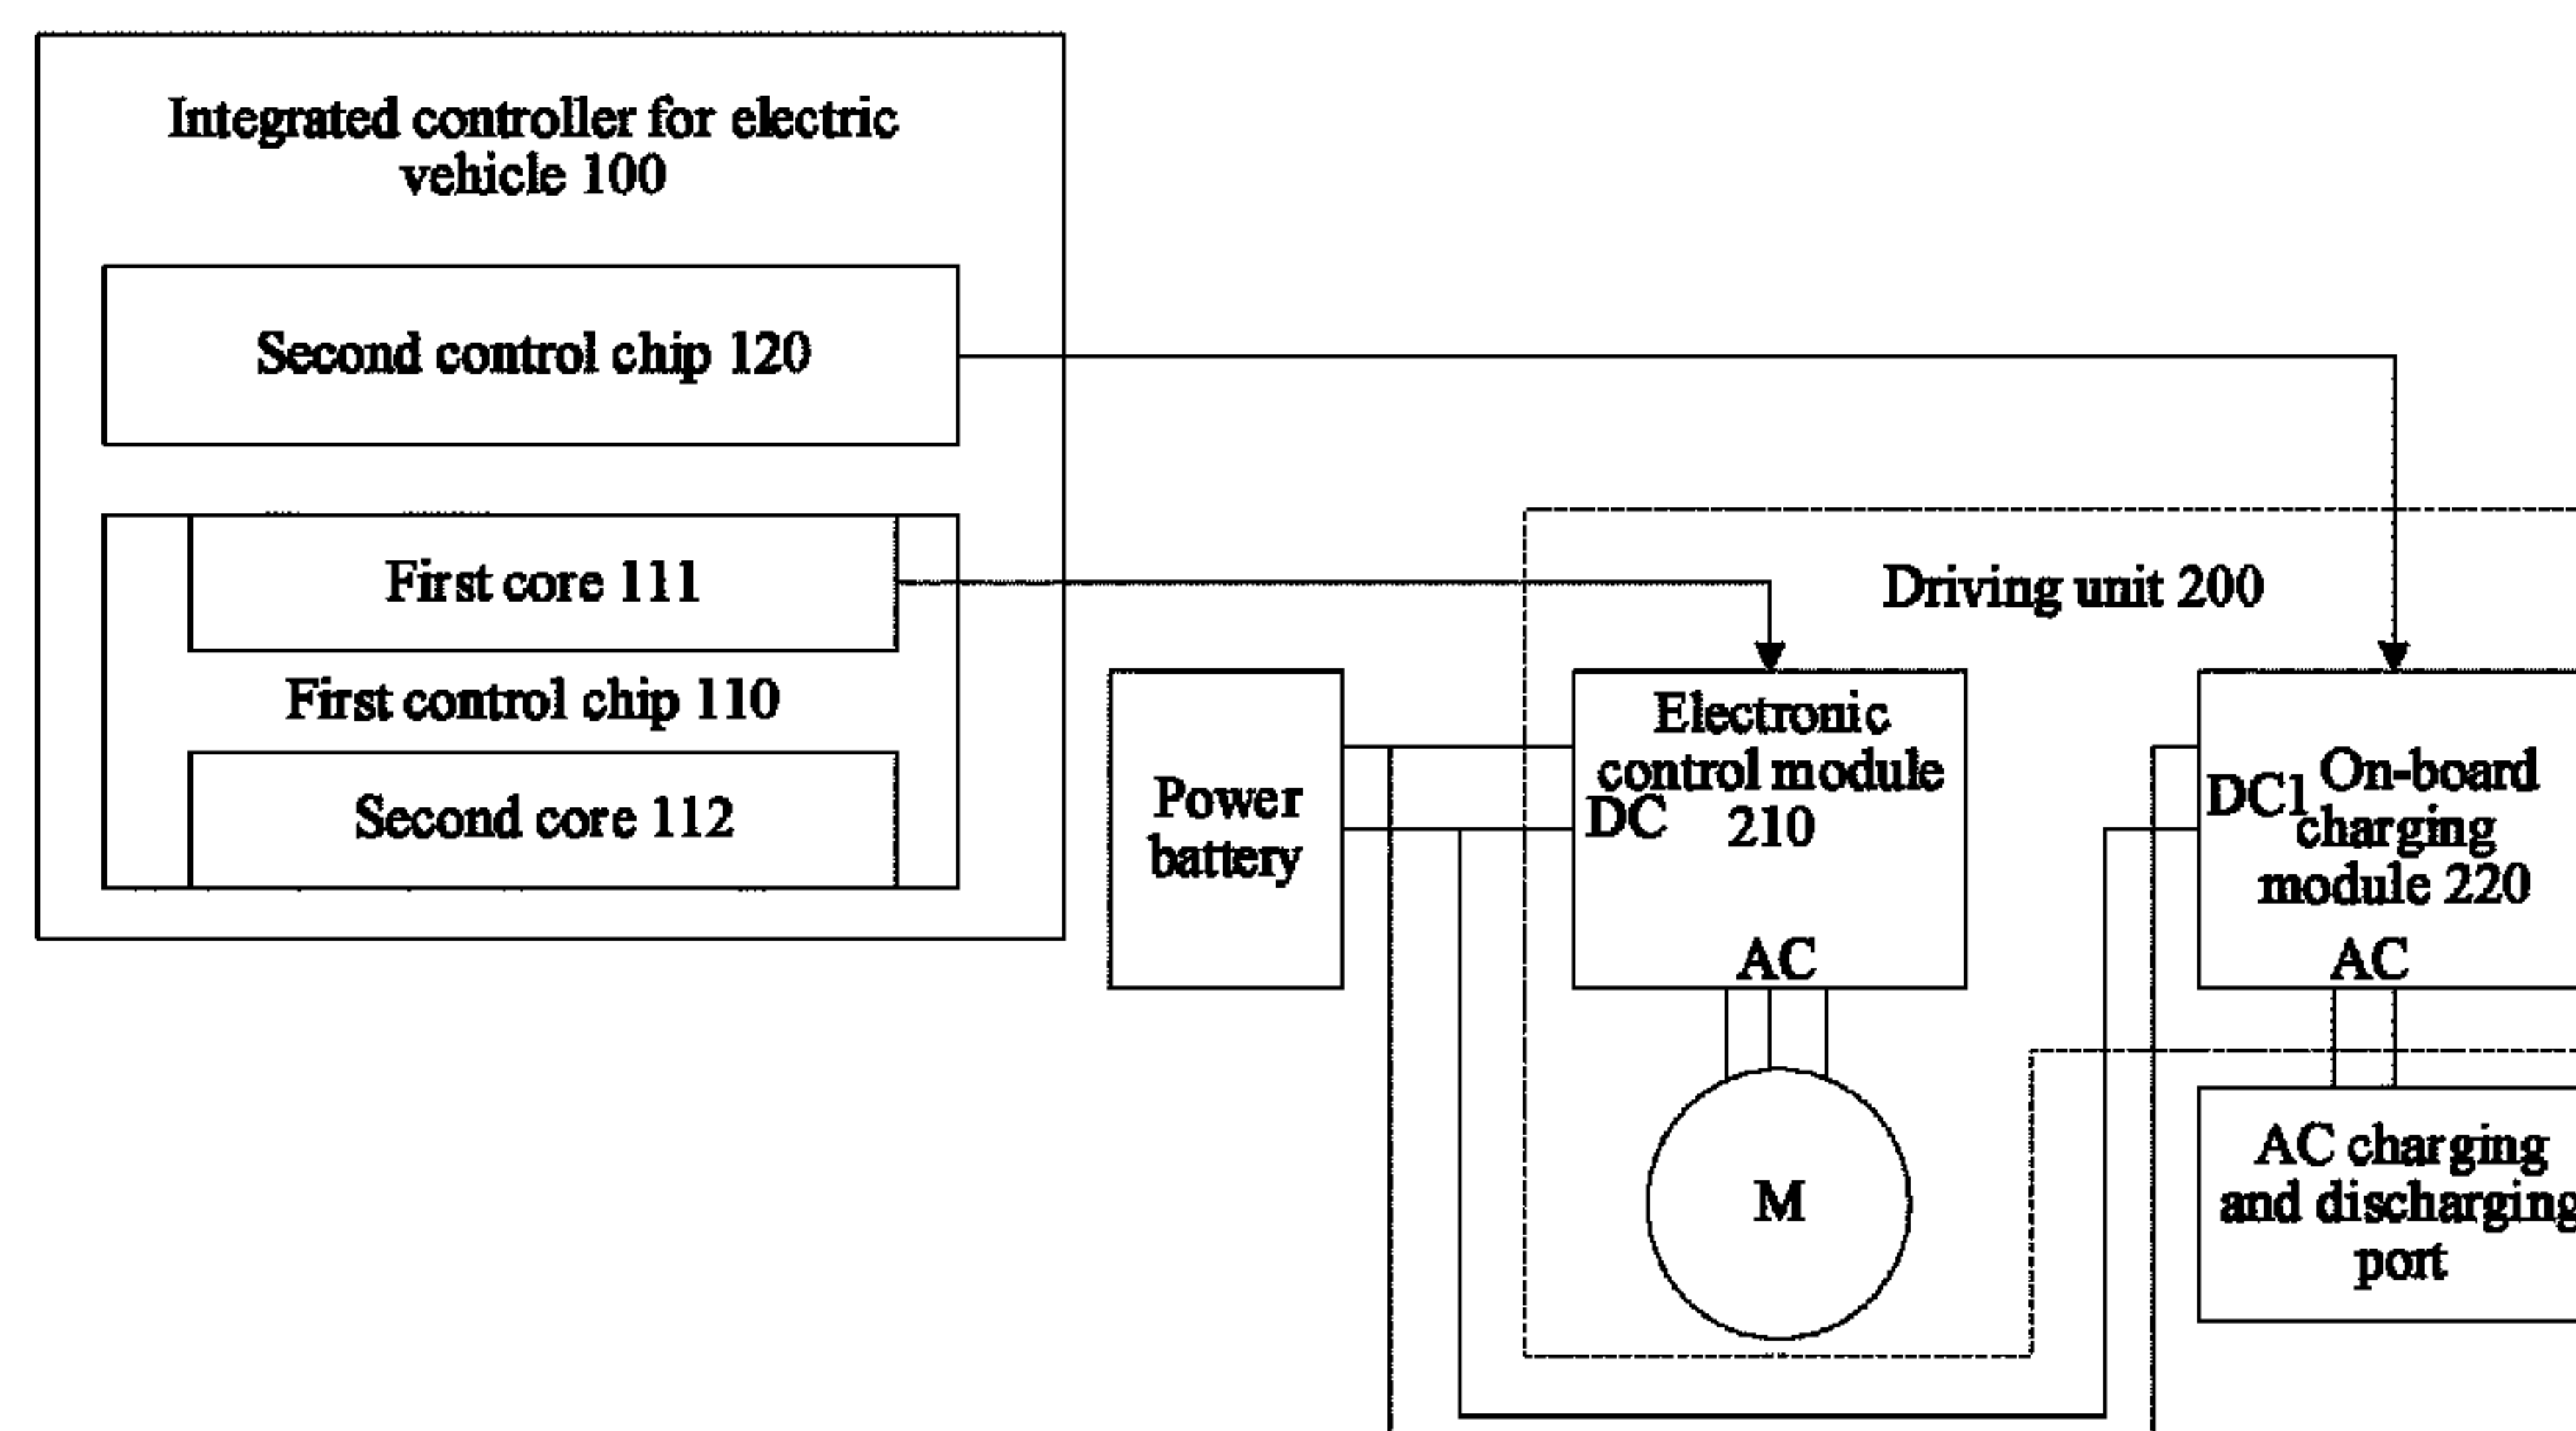 Integrated controller for electric
vehicle 100
Second control chip 120
First core 111
First control chip 110
Second core 112
Driving unit 200
Power
battery
Electronic
control module
210
DC
AC
M
On-board
DC1
charging
module 220
AC
AC charging
and discharging
port